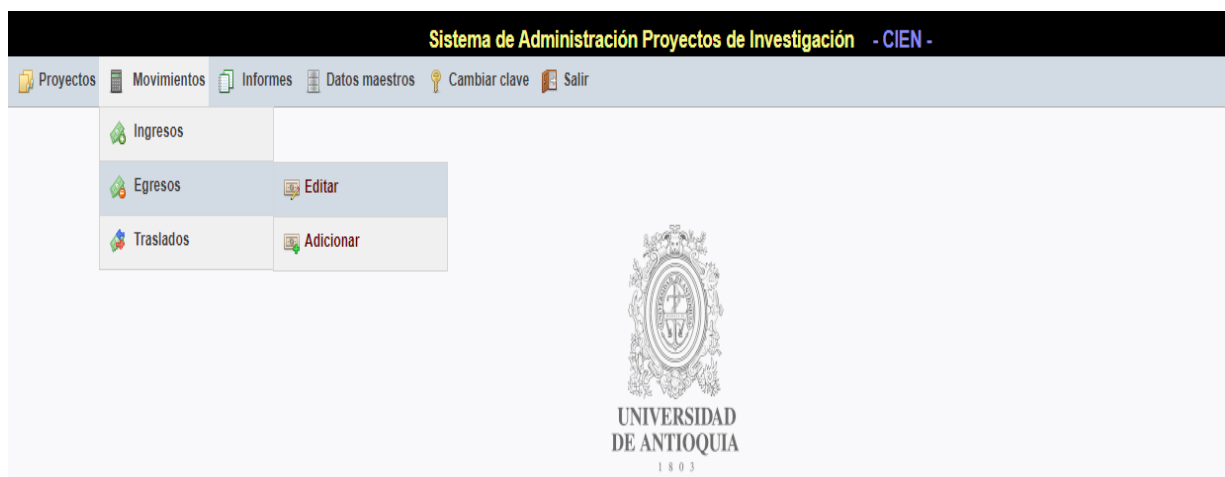 Sistema de Administración Proyectos de Investigación - CIEN -
Proyectos Movimientos Informes Datos maestros Cambiar clave Salir
Ingresos
Egresos Editar
Traslados Adicionar
UNIVERSIDAD
DE ANTIOQUIA
1803